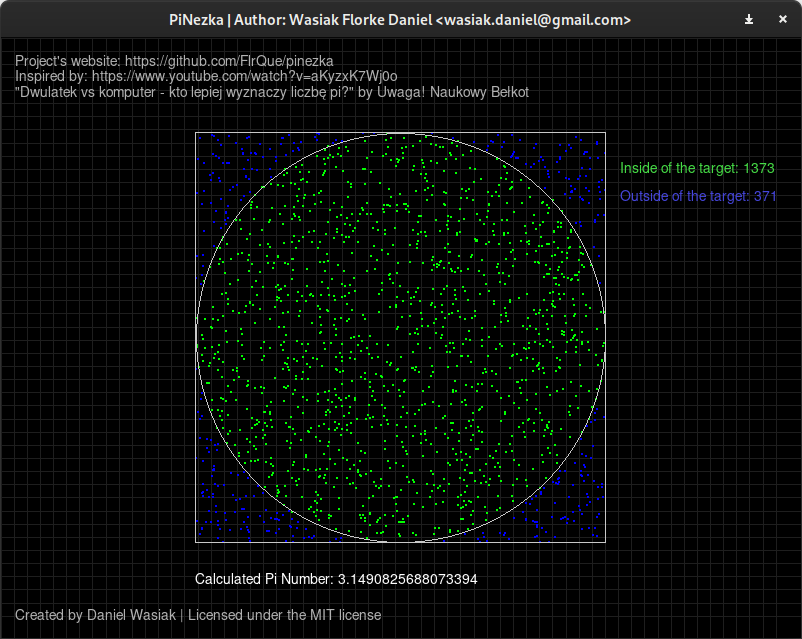 PiNezka | Author: Wasiak Florke Daniel <wasiak.daniel@gmail.com>
Project's website: https://github.com/FlrQue/pinezka
Inspired by: https://www.youtube.com/watch?v=aKyzxK7Wj0o
"Dwulatek vs komputer - kto lepiej wyznaczy liczbę pi?" by Uwaga! Naukowy Bełkot
Inside of the target: 1373
Outside of the target: 371
Calculated Pi Number: 3.1490825688073394
Created by Daniel Wasiak | Licensed under the MIT license